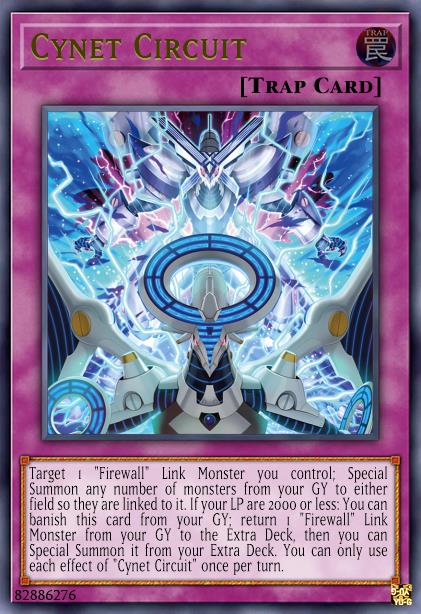 CYNET CIRCUIT
TRAP
罠
[TRAP CARD]
Target 1 "Firewall" Link Monster you control; Special
Summon any number of monsters from your GY to either
field so they are linked to it. If your LP are 2000 or less: You can
banish this card from your GY; return 1 "Firewall" Link
Monster from your GY to the Extra Deck, then you can
Special Summon it from your Extra Deck. You can only use
each effect of "Cynet Circuit" once per turn.
82886276